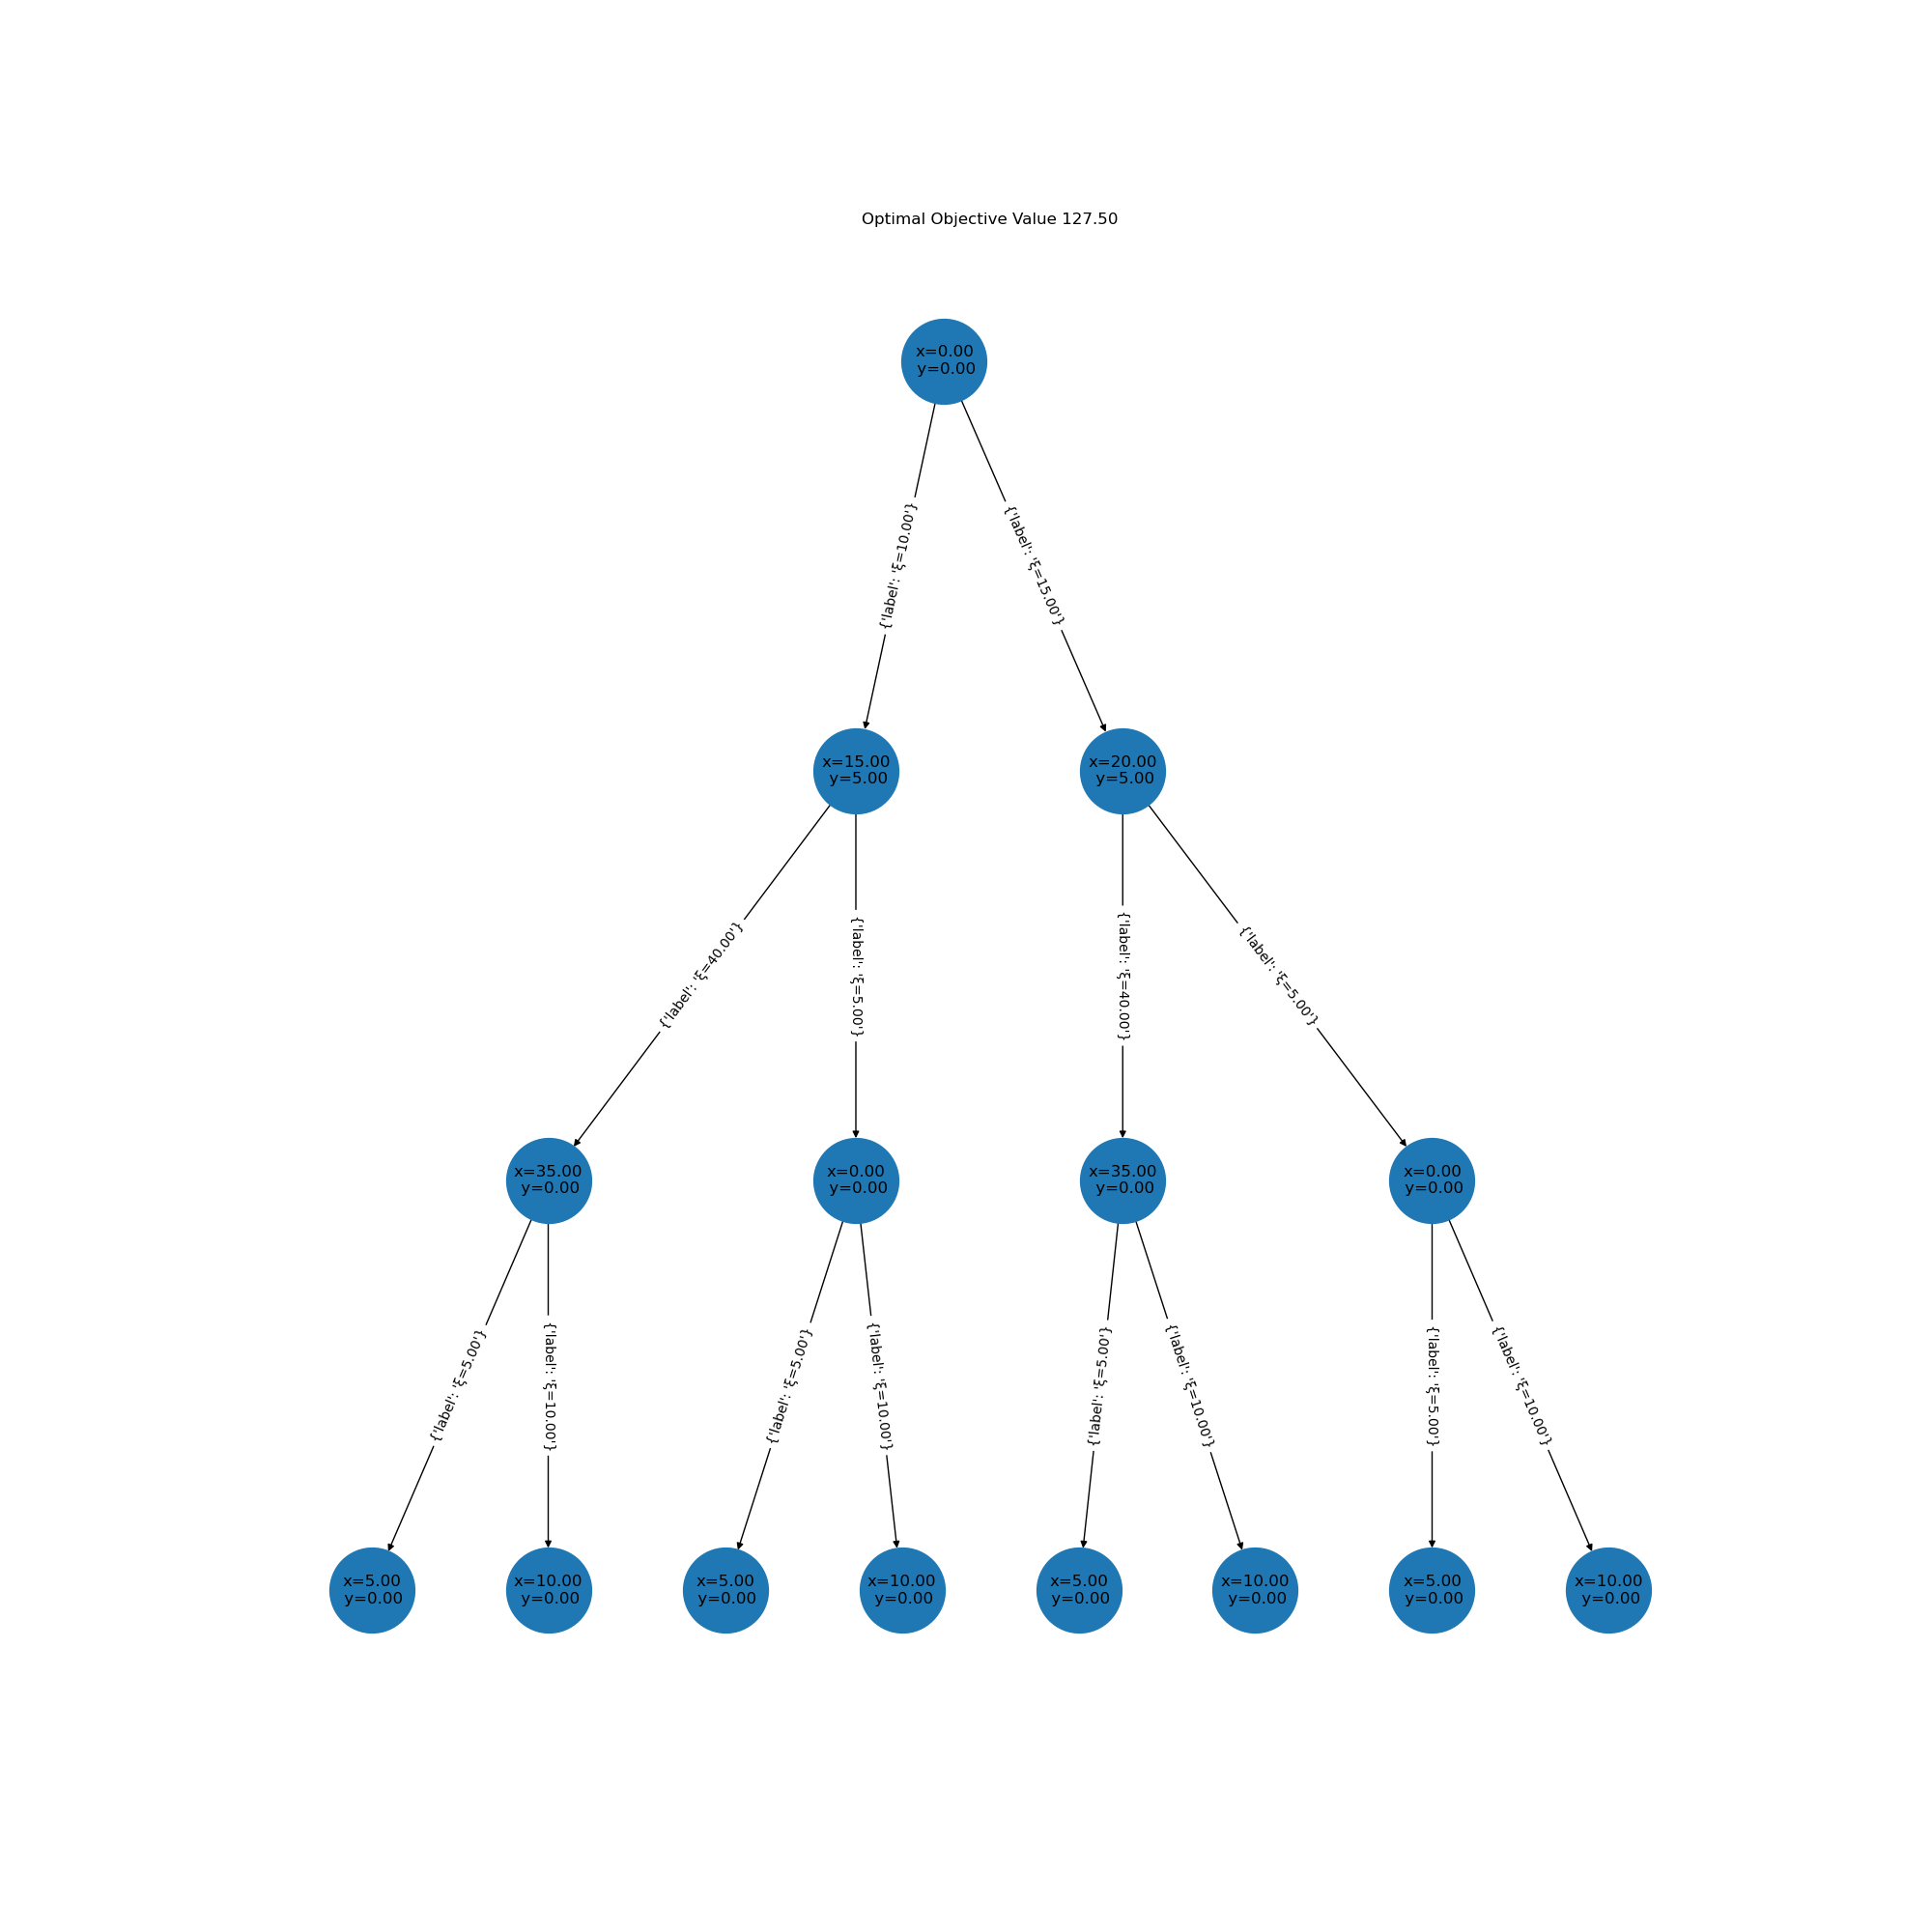 Optimal Objective Value 127.50
x=0.00
y=0.00
{'label': 'ξ=10.00'}
{'label': 'ξ=15.00'}
x=15.00
y=5.00
x=20.00
y=5.00
{'label': 'ξ=40.00'}
{'label': 'ξ=5.00'}
{'label': 'ξ=40.00'}
{'label': 'ξ=5.00'}
x=35.00
y=0.00
x=0.00
y=0.00
x=35.00
y=0.00
x=0.00
y=0.00
{'label': 'ξ=5.00'}
{'label': 'ξ=10.00'}
{'label': 'ξ=5.00'}
{'label': 'ξ=10.00'}
{'label': 'ξ=5.00'}
{'label': 'ξ=10.00'}
{'label': 'ξ=5.00'}
{'label': 'ξ=10.00'}
x=5.00
y=0.00
x=10.00
y=0.00
x=5.00
y=0.00
x=10.00
y=0.00
x=5.00
y=0.00
x=10.00
y=0.00
x=5.00
y=0.00
x=10.00
y=0.00